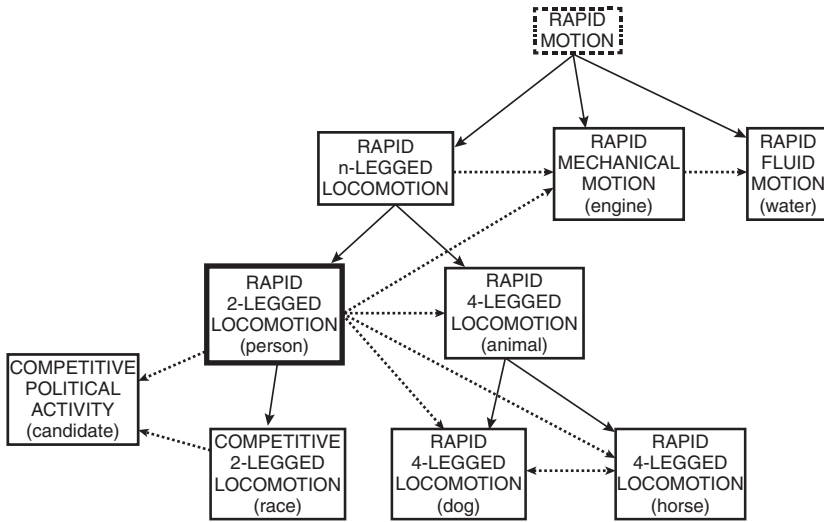 RAPID
MOTION
RAPID
n-LEGGED
LOCOMOTION
RAPID
MECHANICAL
MOTION
(engine)
RAPID
FLUID
MOTION
(water)
RAPID
2-LEGGED
LOCOMOTION
(person)
RAPID
4-LEGGED
LOCOMOTION
(animal)
COMPETITIVE
POLITICAL
ACTIVITY
(candidate)
COMPETITIVE
2-LEGGED
LOCOMOTION
(race)
RAPID
4-LEGGED
LOCOMOTION
(dog)
RAPID
4-LEGGED
LOCOMOTION
(horse)